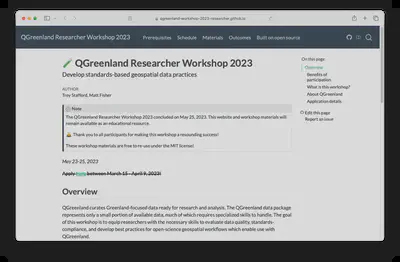 qgreenland-workshop-2023-researcher.github.io
QGreenland Researcher Workshop 2023
Prerequisites Schedule Materials Outcomes Built on open source
QGreenland Researcher Workshop 2023
Develop standards-based geospatial data practices
AUTHOR
Trey Stafford, Matt Fisher
Note
The QGreenland Researcher Workshop 2023 concluded on May 25, 2023. This website and workshop materials will
remain available as an educational resource.
Thank you to all participants for making this workshop a resounding success!
These workshop materials are free to re-use under the MIT license!
May 22-25, 2023
Apply here between March 15 - April 9, 2023!
Overview
QGreenland curates Greenland-focused data ready for research and analysis. The QGreenland data package
represents only a small portion of available data, much of which requires specialized skills to handle. The goal
of this workshop is to equip researchers with the necessary skills to evaluate data quality, standards-
compliance, and develop best practices for open-science geospatial workflows which enable use with
QGreenland.
On this page
Overview
Benefits of
participation
What is this workshop?
About QGreenland
Application details
Edit this page
Report an issue